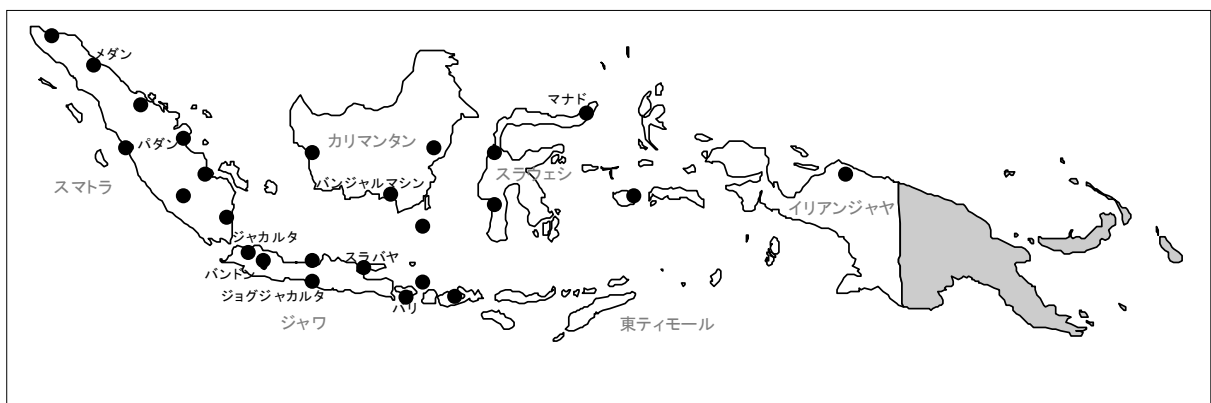 メダン
マナド
カリマンタン
パダン
スラウェシ
スマトラ
バンジャルマシン
イリアンジャヤ
ジャカルタ
スラバヤ
バンドン
ジョグジャカルタ
バリ
ジャワ
東ティモール